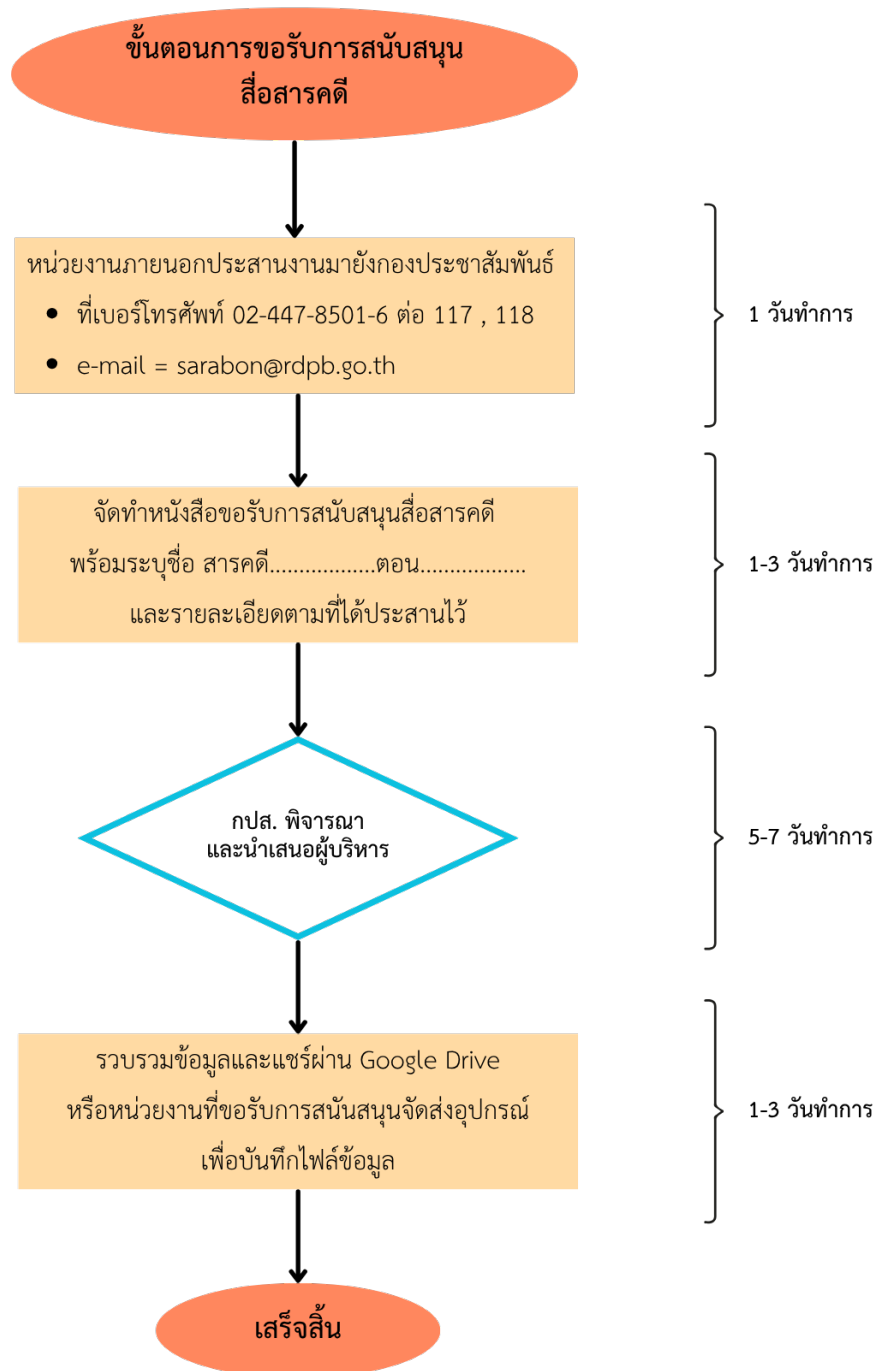 ขั้นตอนการขอรับการสนับสนุน
สื่อสารคดี
หน่วยงานภายนอกประสานงานมายังกองประชาสัมพันธ์
• ที่เบอร์โทรศัพท์ 02-447-8501-6 ต่อ 117 , 118
• e-mail = sarabon@rdpb.go.th
1 วันทำการ
จัดทำหนังสือขอรับการสนับสนุนสื่อสารคดี
พร้อมระบุชื่อ สารคดี..................ตอน..................
และรายละเอียดตามที่ได้ประสานไว้
1-3 วันทำการ
กปส. พิจารณา
และนำเสนอผู้บริหาร
5-7 วันทำการ
รวบรวมข้อมูลและแชร์ผ่าน Google Drive
หรือหน่วยงานที่ขอรับการสนันสนุนจัดส่งอุปกรณ์
เพื่อบันทึกไฟล์ข้อมูล
1-3 วันทำการ
เสร็จสิ้น